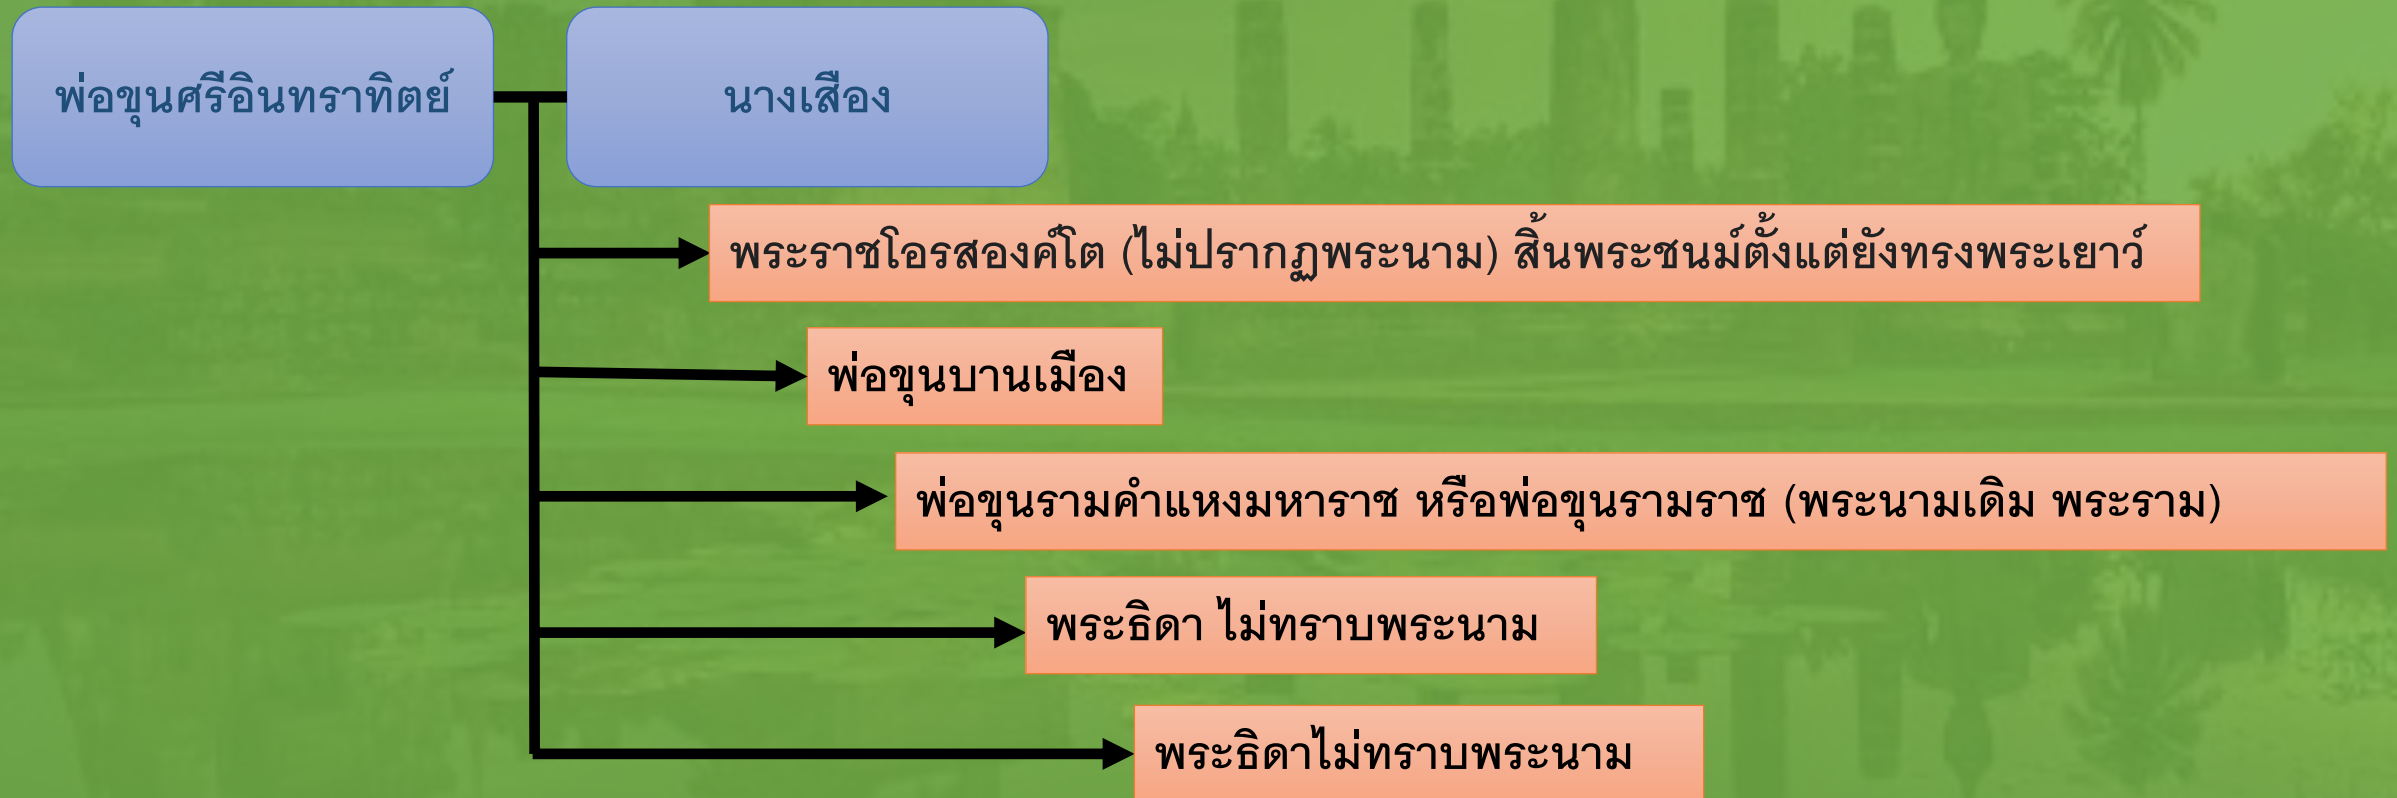 พ่อขุนศรีอินทราทิตย์
นางเสือง
พระราชโอรสองค์โต (ไม่ปรากฏพระนาม) สิ้นพระชนม์ตั้งแต่ยังทรงพระเยาว์
พ่อขุนบานเมือง
พ่อขุนรามคำแหงมหาราช หรือพ่อขุนรามราช (พระนามเดิม พระราม)
พระธิดา ไม่ทราบพระนาม
พระธิดาไม่ทราบพระนาม